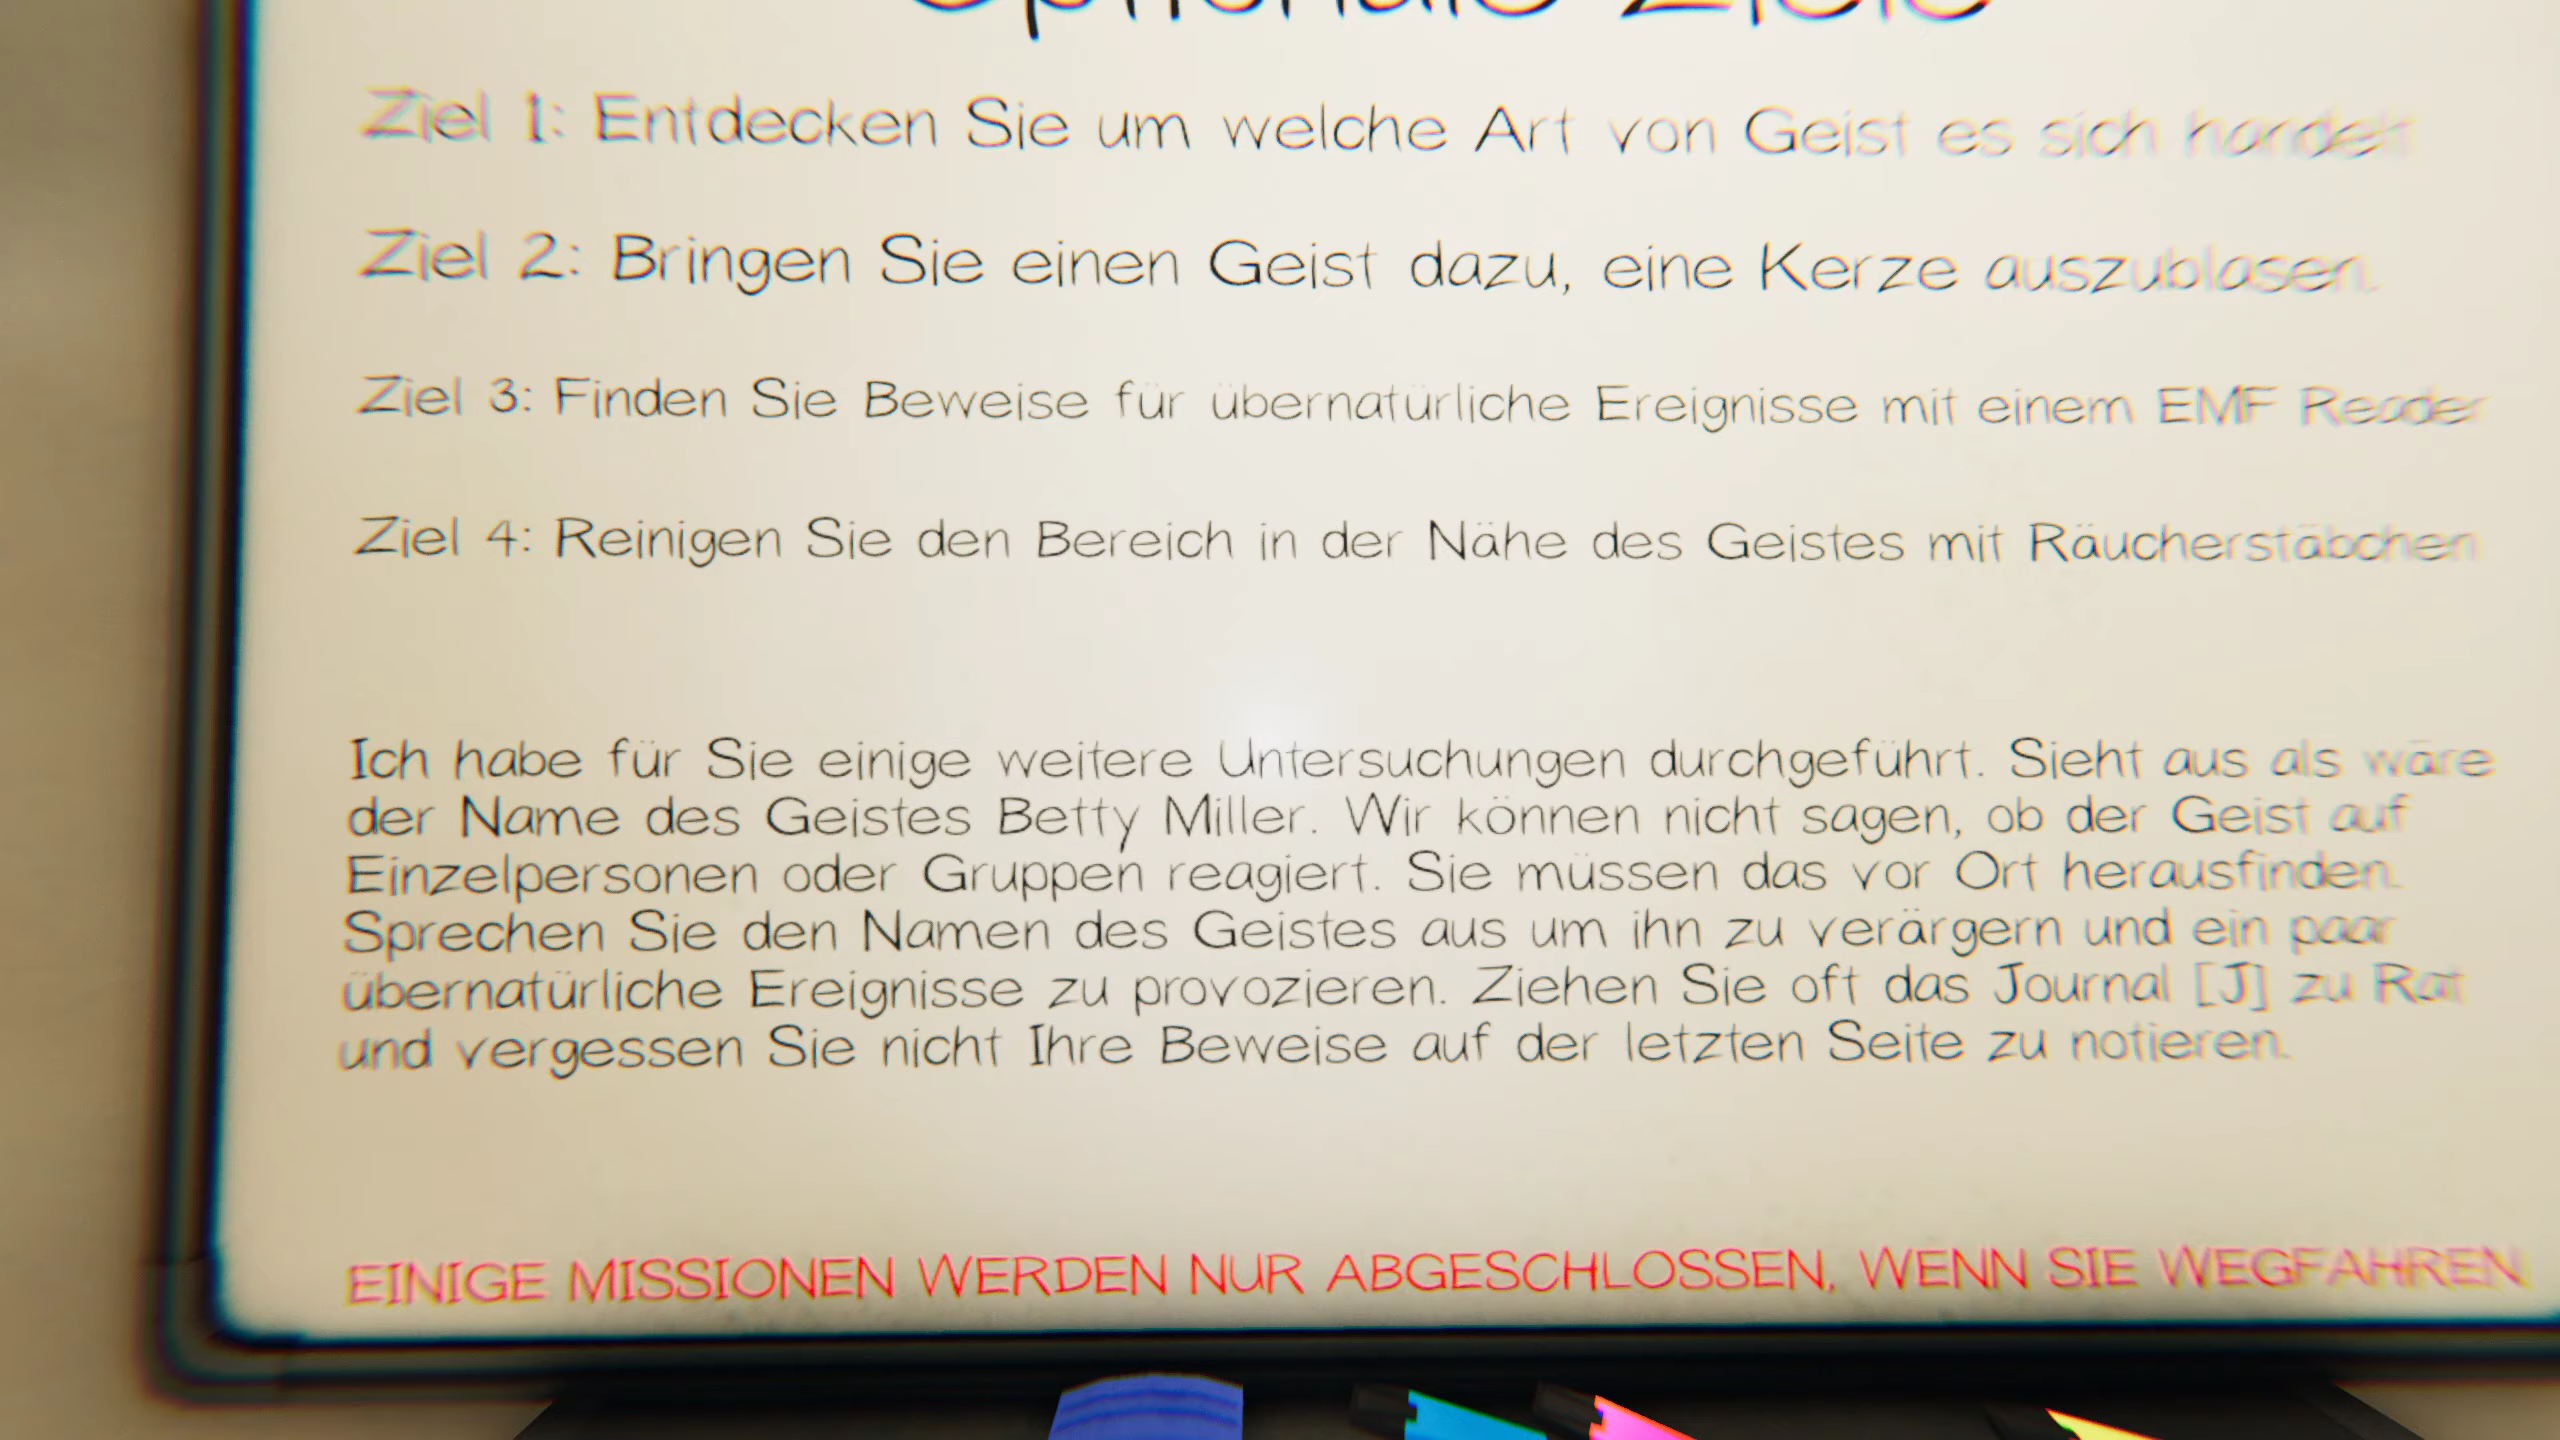 Optionale Ziele
Ziel 1: Entdecken Sie um welche Art von Geist es sich handelt
Ziel 2: Bringen Sie einen Geist dazu, eine Kerze auszublasen.
Ziel 3: Finden Sie Beweise für übernatürliche Ereignisse mit einem EMF Reader
Ziel 4: Reinigen Sie den Bereich in der Nähe des Geistes mit Räucherstäbchen
Ich habe für Sie einige weitere Untersuchungen durchgeführt. Sieht aus als wäre
der Name des Geistes Betty Miller. Wir können nicht sagen, ob der Geist auf
Einzelpersonen oder Gruppen reagiert. Sie müssen das vor Ort herausfinden.
Sprechen Sie den Namen des Geistes aus um ihn zu verärgern und ein paar
übernatürliche Ereignisse zu provozieren. Ziehen Sie oft das Journal [J] zu Rat
und vergessen Sie nicht Ihre Beweise auf der letzten Seite zu notieren.
EINIGE MISSIONEN WERDEN NUR ABGESCHLOSSEN, WENN SIE WEGFAHREN